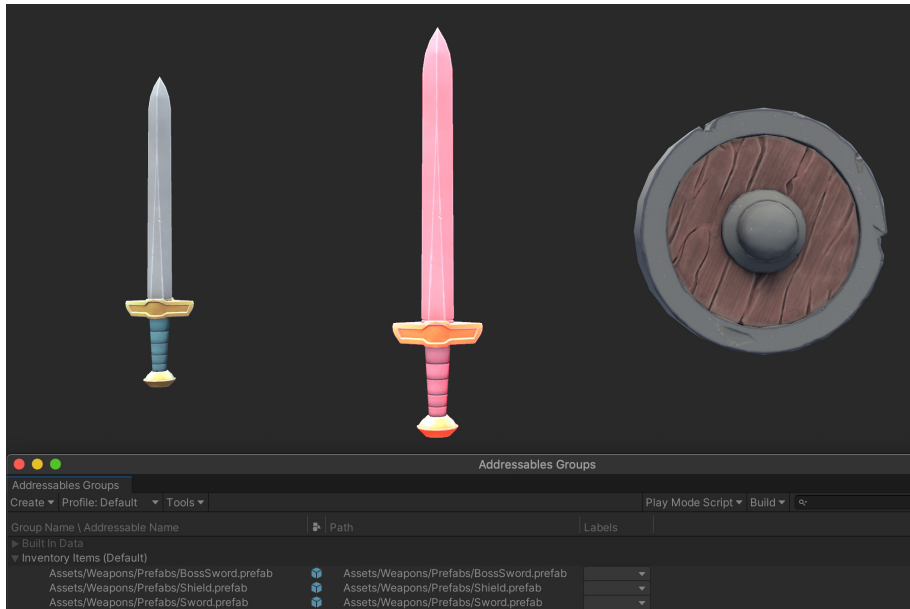 Addressables Groups
Addressables Groups
Create Profile: Default Tools Play Mode Script Build
Group Name \ Addressable Name Path Labels
Built In Data
Inventory Items (Default)
Assets/Weapons/Prefabs/BossSword.prefab Assets/Weapons/Prefabs/BossSword.prefab
Assets/Weapons/Prefabs/Shield.prefab Assets/Weapons/Prefabs/Shield.prefab
Assets/Weapons/Prefabs/Sword.prefab Assets/Weapons/Prefabs/Sword.prefab